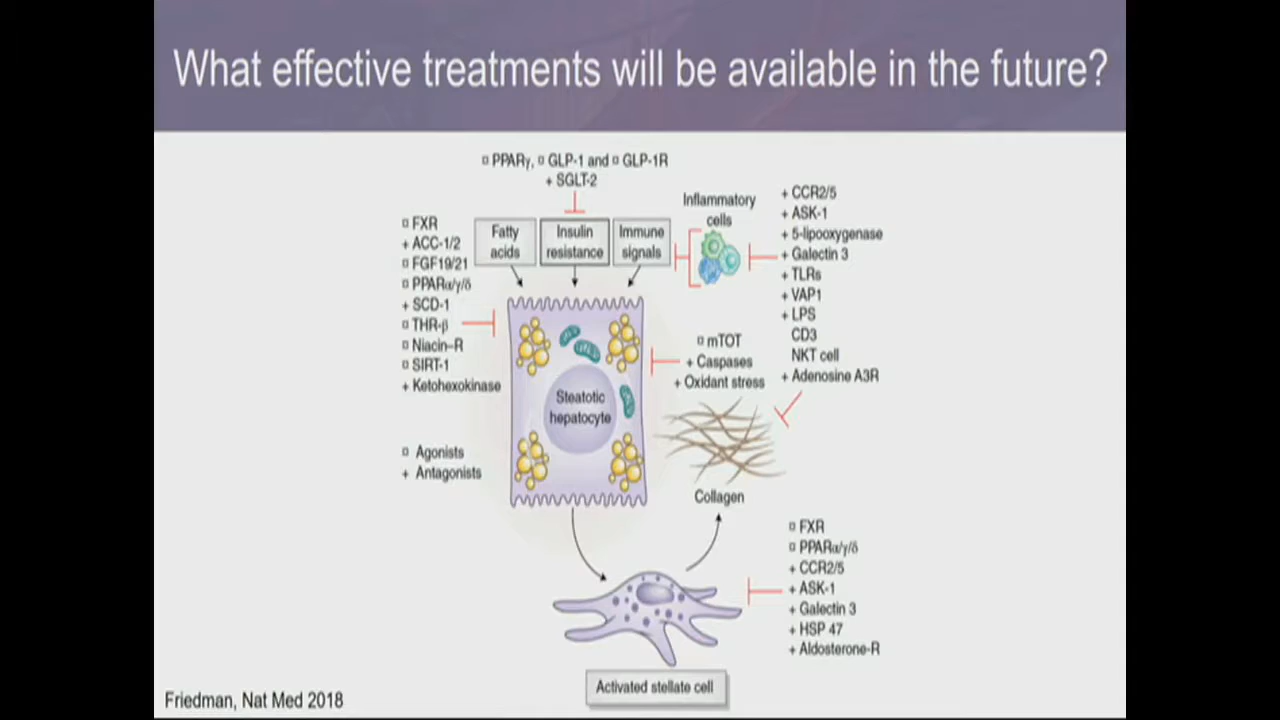 What effective treatments will be available in the future?
¤ PPARγ, ¤ GLP-1 and ¤ GLP-1R
+ SGLT-2
Fatty
acids
Insulin
resistance
Immune
signals
Inflammatory
cells
¤ FXR
+ ACC-1/2
¤ FGF19/21
¤ PPARα/γ/δ
+ SCD-1
¤ THR-β
¤ Niacin–R
¤ SIRT-1
+ Ketohexokinase
¤ Agonists
+ Antagonists
+ CCR2/5
+ ASK-1
+ 5-lipooxygenase
+ Galectin 3
+ TLRs
+ VAP1
+ LPS
CD3
NKT cell
+ Adenosine A3R
¤ mTOT
+ Caspases
+ Oxidant stress
Steatotic
hepatocyte
Collagen
¤ FXR
¤ PPARα/γ/δ
+ CCR2/5
+ ASK-1
+ Galectin 3
+ HSP 47
+ Aldosterone-R
Activated stellate cell
Friedman, Nat Med 2018